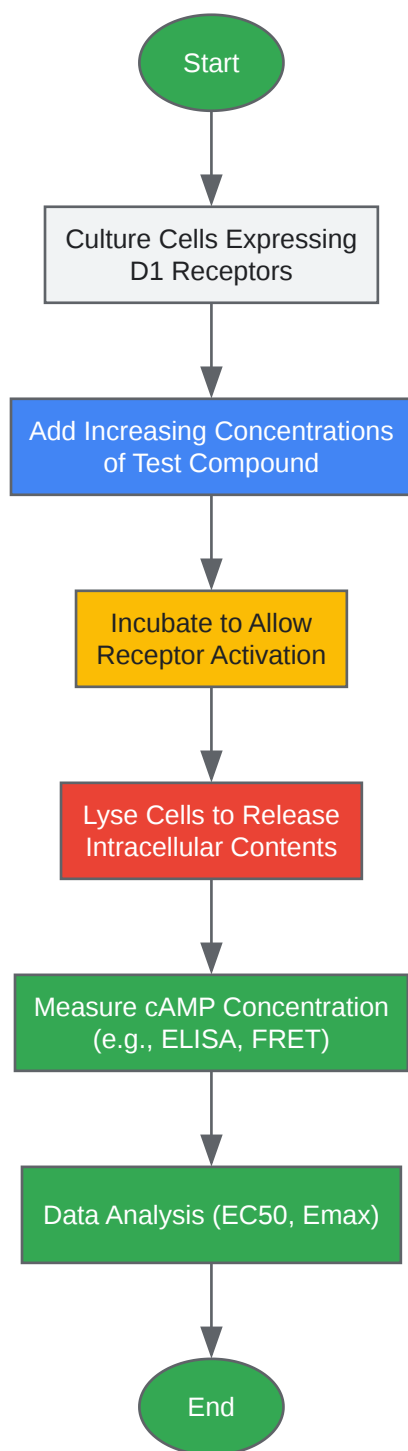 Start
Culture Cells Expressing
D1 Receptors
Add Increasing Concentrations
of Test Compound
Incubate to Allow
Receptor Activation
Lyse Cells to Release
Intracellular Contents
Measure cAMP Concentration
(e.g., ELISA, FRET)
Data Analysis (EC50, Emax)
End